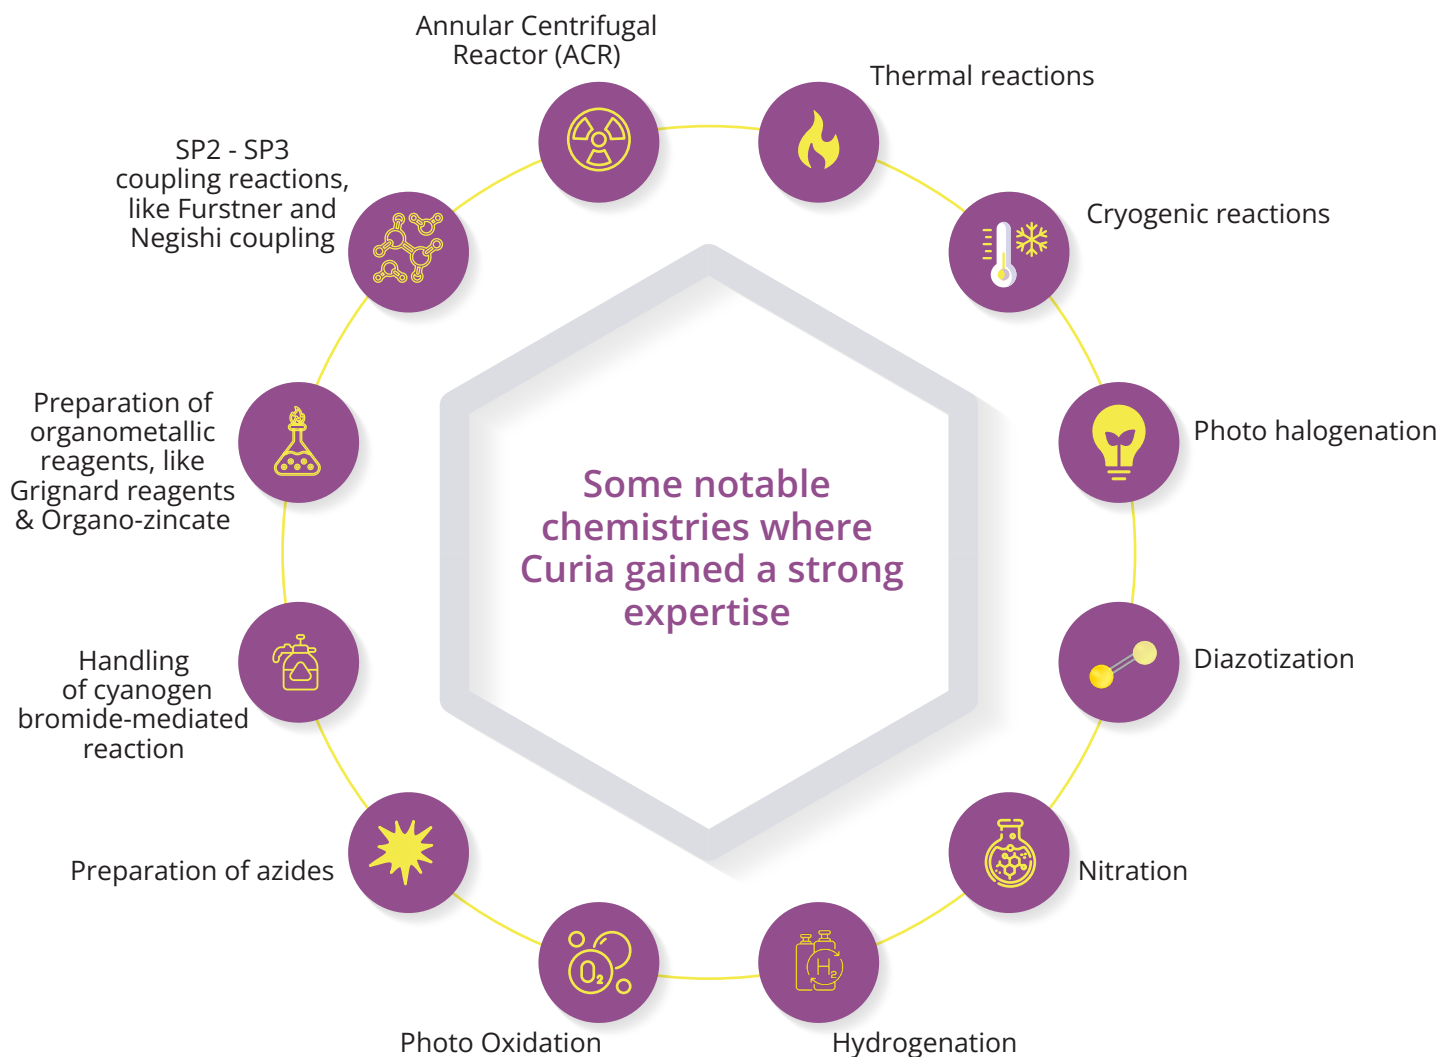 Annular Centrifugal
Reactor (ACR)
Thermal reactions
Cryogenic reactions
Photo halogenation
Diazotization
Nitration
Hydrogenation
H₂
Photo Oxidation
O₂
Preparation of azides
Handling
of cyanogen
bromide-mediated
reaction
Preparation of
organometallic
reagents, like
Grignard reagents
& Organo-zincate
SP2 - SP3
coupling reactions,
like Furstner and
Negishi coupling
Some notable
chemistries where
Curia gained a strong
expertise